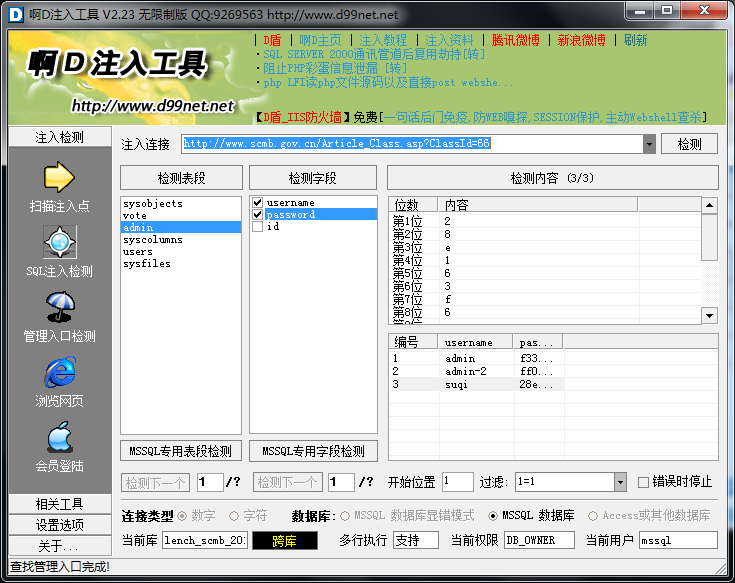 啊D注入工具 V2.23 无限制版 QQ:9269563 http://www.d99net.net
啊D注入工具
http://www.d99net.net
| D盾 | 啊D主页 | 注入教程 | 注入资料 | 腾讯微博 | 新浪微博 | 刷新
·SQL SERVER 2000通讯管道后复用劫持[转]
·阻止PHP彩蛋信息泄漏 [转]
·php LFI读php文件源码以及直接post webshe...
【D盾_IIS防火墙】免费[一句话后门免疫,防WEB嗅探,SESSION保护,主动Webshell查杀]
注入检测
扫描注入点
SQL注入检测
管理入口检测
浏览网页
会员登陆
相关工具
设置选项
关于...
注入连接 http://www.scmb.gov.cn/Article_Class.asp?ClassId=66 检测
检测表段 检测字段 检测内容 (3/3)
sysobjects
vote
admin
syscolumns
users
sysfiles
username
password
id
位数 内容
第1位 2
第2位 8
第3位 e
第4位 1
第5位 6
第6位 3
第7位 f
第8位 6
编号 username pas...
1 admin f33...
2 admin-2 ff0...
3 suqi 28e...
MSSQL专用表段检测 MSSQL专用字段检测
检测下一个 1 /? 检测下一个 1 /? 开始位置 1 过滤: 1=1 错误时停止
连接类型 数字 字符 数据库: MSSQL 数据库显错模式 MSSQL 数据库 Access或其他数据库
当前库 lench_scmb_20 跨库 多行执行 支持 当前权限 DB_OWNER 当前用户 mssql
查找管理入口完成!